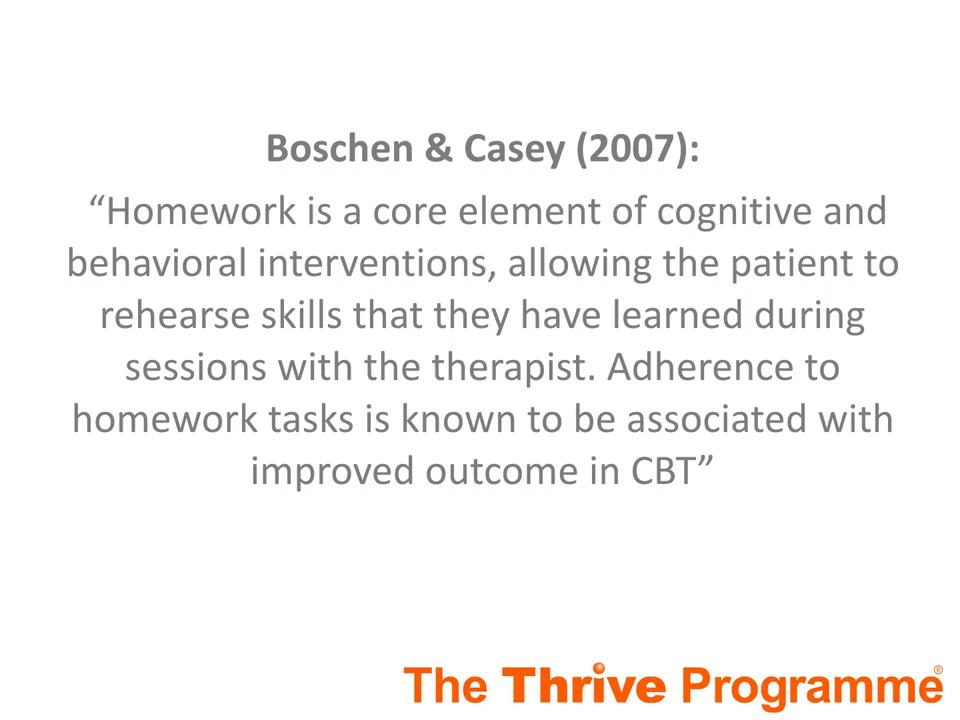 Boschen & Casey (2007):
“Homework is a core element of cognitive and
behavioral interventions, allowing the patient to
rehearse skills that they have learned during
sessions with the therapist. Adherence to
homework tasks is known to be associated with
improved outcome in CBT”
The Thrive Programme®